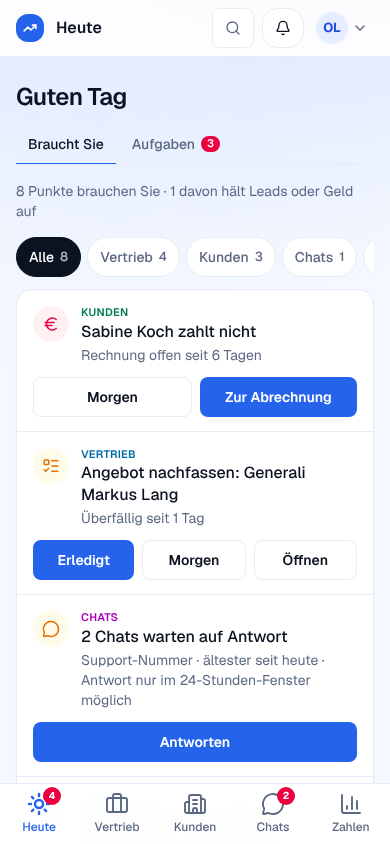 Heute
OL
Guten Tag
Braucht Sie
Aufgaben 3
8 Punkte brauchen Sie · 1 davon hält Leads oder Geld
auf
Alle 8
Vertrieb 4
Kunden 3
Chats 1
KUNDEN
Sabine Koch zahlt nicht
Rechnung offen seit 6 Tagen
Morgen
Zur Abrechnung
VERTRIEB
Angebot nachfassen: Generali
Markus Lang
Überfällig seit 1 Tag
Erledigt
Morgen
Öffnen
CHATS
2 Chats warten auf Antwort
Support-Nummer · ältester seit heute ·
Antwort nur im 24-Stunden-Fenster
möglich
Antworten
4
2
Heute
Vertrieb
Kunden
Chats
Zahlen